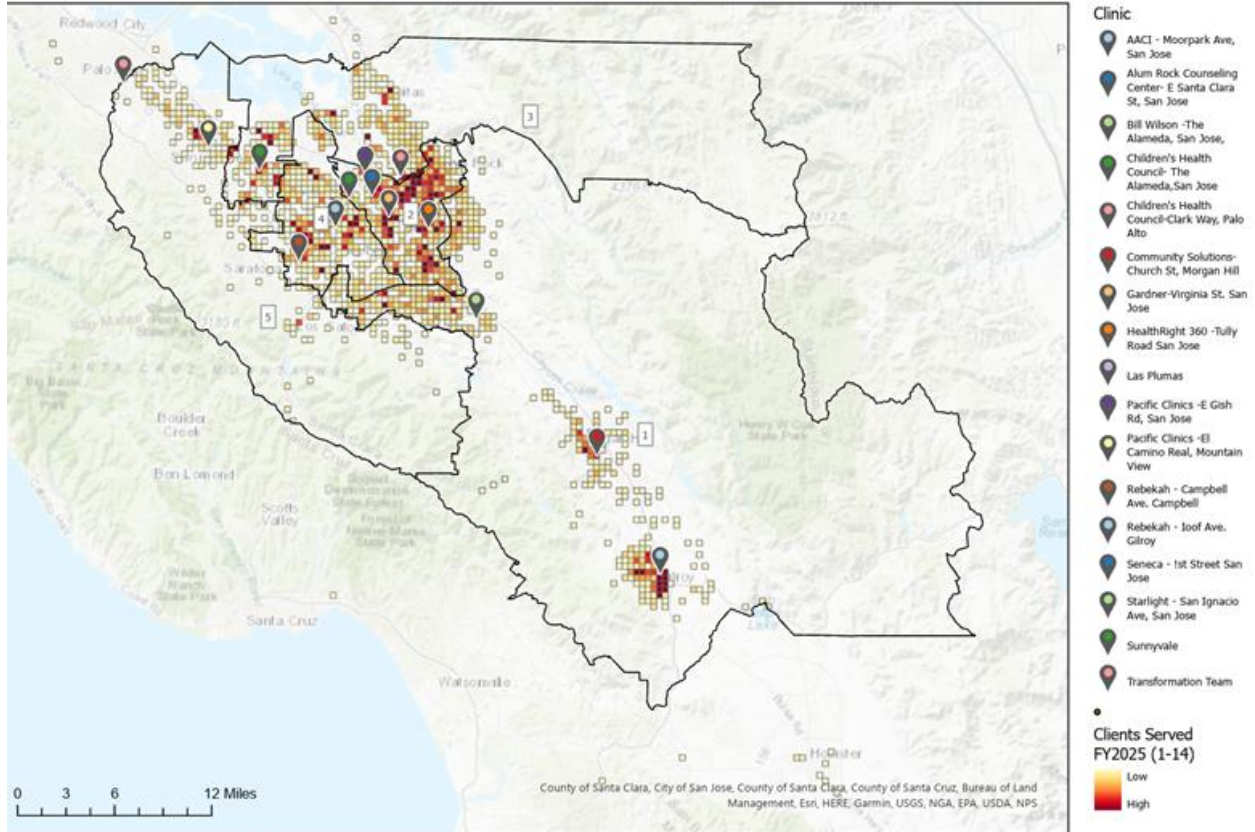 Redwood City
Palo
3
2
4
Saratoga
5
Boulder
Creek
Ben Lomond
Scotts
Valley
1
Santa Cruz
Watsonville
Hollister
0 3 6 12 Miles
County of Santa Clara, City of San Jose, County of Santa Clara, County of Santa Cruz, Bureau of Land
Management, Esri, HERE, Garmin, USGS, NGA, EPA, USDA, NPS
Clinic
AACI - Moorpark Ave,
San Jose
Alum Rock Counseling
Center- E Santa Clara
St, San Jose
Bill Wilson -The
Alameda, San Jose,
Children's Health
Council- The
Alameda,San Jose
Children's Health
Council-Clark Way, Palo
Alto
Community Solutions-
Church St, Morgan Hill
Gardner-Virginia St. San
Jose
HealthRight 360 -Tully
Road San Jose
Las Plumas
Pacific Clinics -E Gish
Rd, San Jose
Pacific Clinics -El
Camino Real, Mountain
View
Rebekah - Campbell
Ave. Campbell
Rebekah - Ioof Ave.
Gilroy
Seneca - !st Street San
Jose
Starlight - San Ignacio
Ave, San Jose
Sunnyvale
Transformation Team
Clients Served
FY2025 (1-14)
Low
High